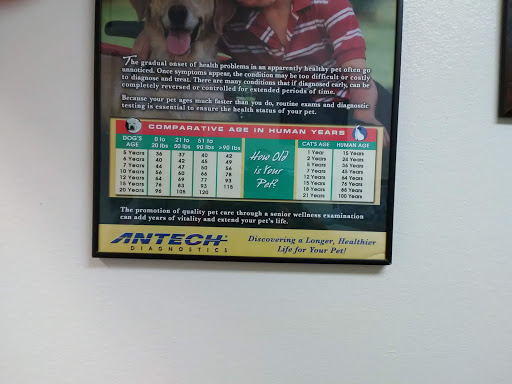 The gradual onset of health problems in an apparently healthy pet often go
unnoticed. Once symptoms appear, the condition may be too difficult or costly
to diagnose and treat. There are many conditions that if diagnosed early, can be
completely reversed or controlled for extended periods of time.
Because your pet ages much faster than you do, routine exams and diagnostic
testing is essential to ensure the health status of your pet.
COMPARATIVE AGE IN HUMAN YEARS
DOG'S AGE 0 to 20 lbs 21 to 50 lbs 51 to 90 lbs >90 lbs
5 Years 36 37 40 42
6 Years 40 42 45 49
7 Years 44 47 50 56
10 Years 56 60 66 78
12 Years 64 69 77 93
15 Years 76 83 93 115
20 Years 96 105 120
How Old
is Your
Pet?
CAT'S AGE HUMAN AGE
1 Year 15 Years
2 Years 24 Years
5 Years 36 Years
7 Years 45 Years
12 Years 64 Years
15 Years 76 Years
18 Years 88 Years
21 Years 100 Years
The promotion of quality pet care through a senior wellness examination
can add years of vitality and extend your pet's life.
ANTECH
DIAGNOSTICS
Discovering a Longer, Healthier
Life for Your Pet!